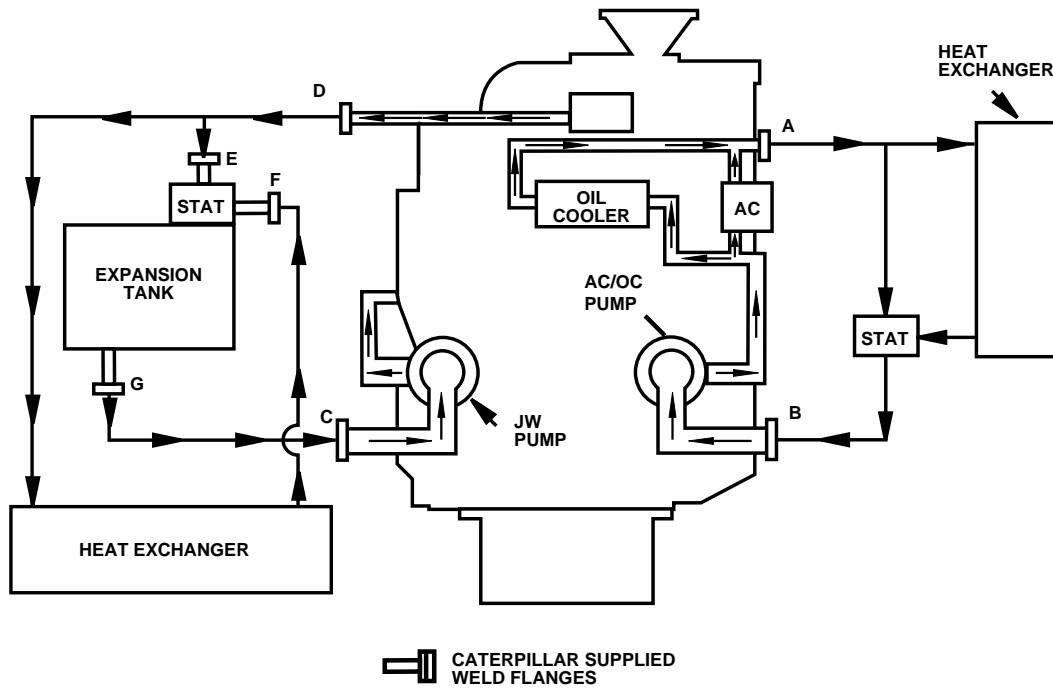 HEAT
EXCHANGER
D
A
E
F
STAT
OIL
COOLER
AC
EXPANSION
TANK
AC/OC
PUMP
STAT
G
C
B
JW
PUMP
HEAT EXCHANGER
CATERPILLAR SUPPLIED
WELD FLANGES